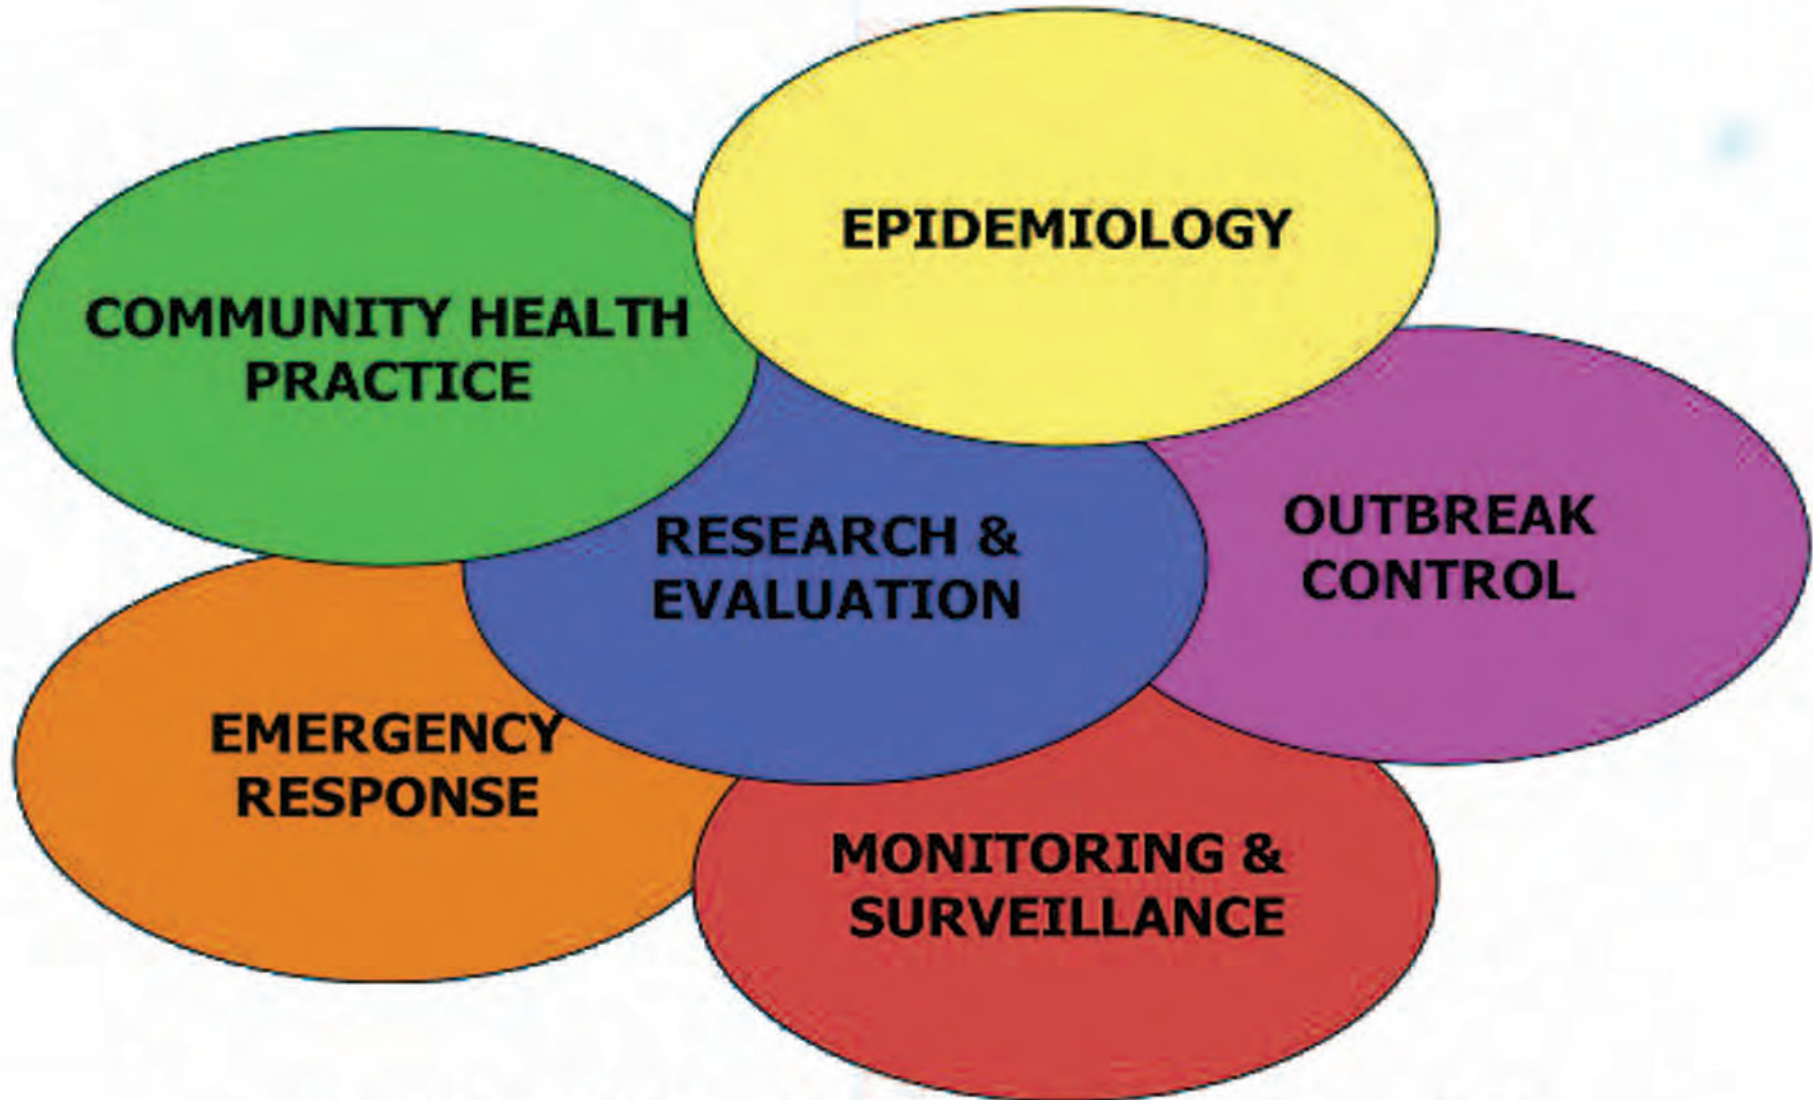 EPIDEMIOLOGY
COMMUNITY HEALTH
PRACTICE
RESEARCH &
EVALUATION
OUTBREAK
CONTROL
EMERGENCY
RESPONSE
MONITORING &
SURVEILLANCE